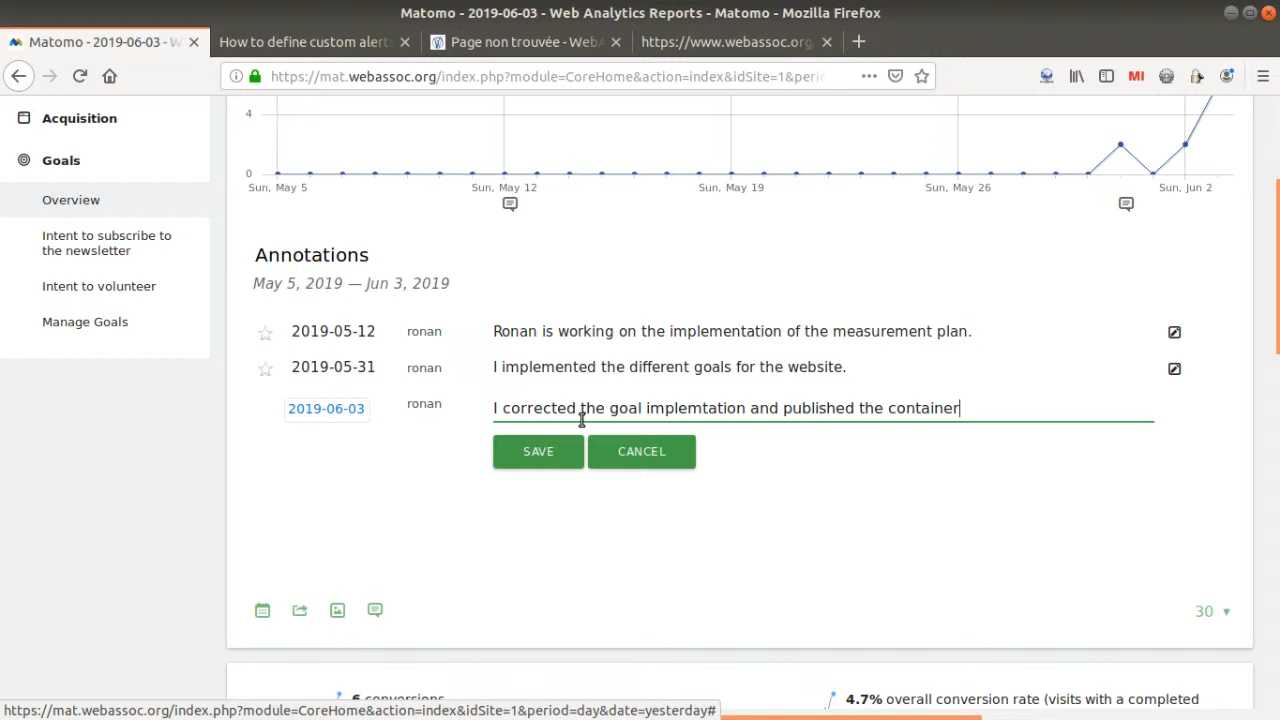 Matomo - 2019-06-03 - Web Analytics Reports - Matomo - Mozilla Firefox
Matomo - 2019-06-03 - W
How to define custom alerts
Page non trouvée - WebA
https://www.webassoc.org
https://mat.webassoc.org/index.php?module=CoreHome&action=index&idSite=1&perio
MI
Acquisition
Goals
Overview
Intent to subscribe to
the newsletter
Intent to volunteer
Manage Goals
4
0
Sun, May 5
Sun, May 12
Sun, May 19
Sun, May 26
Sun, Jun 2
Annotations
May 5, 2019 — Jun 3, 2019
2019-05-12 ronan Ronan is working on the implementation of the measurement plan.
2019-05-31 ronan I implemented the different goals for the website.
2019-06-03 ronan I corrected the goal implemtation and published the container
SAVE CANCEL
30
6 conversions
4.7% overall conversion rate (visits with a completed
https://mat.webassoc.org/index.php?module=CoreHome&action=index&idSite=1&period=day&date=yesterday#